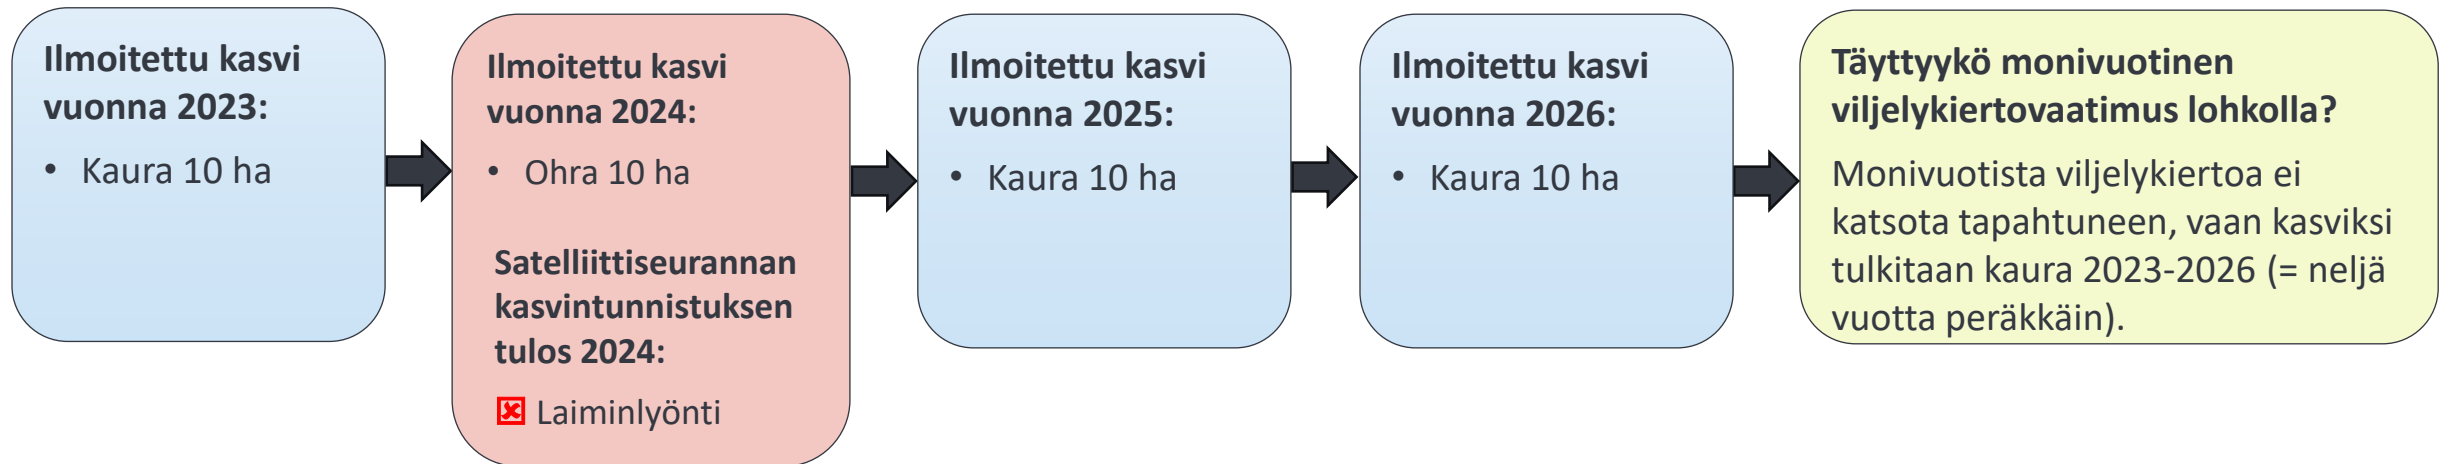 Ilmoitettu kasvi
vuonna 2023:
• Kaura 10 ha
Ilmoitettu kasvi
vuonna 2024:
• Ohra 10 ha
Satelliittiseurannan
kasvintunnistuksen
tulos 2024:
Laiminlyönti
Ilmoitettu kasvi
vuonna 2025:
• Kaura 10 ha
Ilmoitettu kasvi
vuonna 2026:
• Kaura 10 ha
Täyttyykö monivuotinen
viljelykiertovaatimus lohkolla?
Monivuotista viljelykiertoa ei
katsota tapahtuneen, vaan kasviksi
tulkitaan kaura 2023-2026 (= neljä
vuotta peräkkäin).